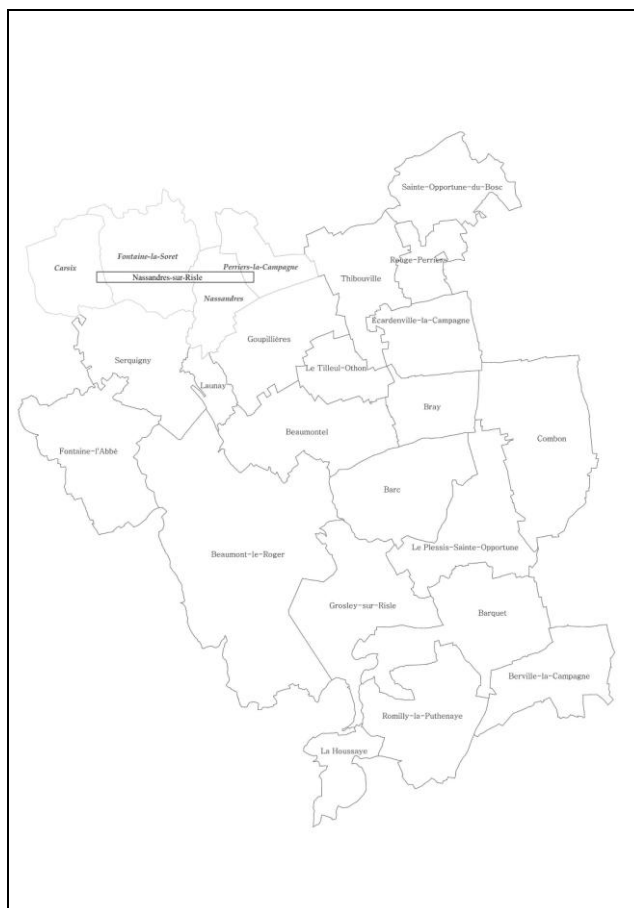 Sainte-Opportune-du-Bosc
Fontaine-la-Soret
Rouge-Perriers
Caroix
Perriers-la-Campagne
Nassandres-sur-Risle
Thibouville
Nassandres
Ecardenville-la-Campagne
Goupillières
Serquigny
Le Tilleul-Othon
Launay
Bray
Beaumontel
Combon
Fontaine-l'Abbé
Barc
Le Plessis-Sainte-Opportune
Beaumont-le-Roger
Grosley-sur-Risle
Barquet
Berville-la-Campagne
Romilly-la-Puthenaye
La Houssaye